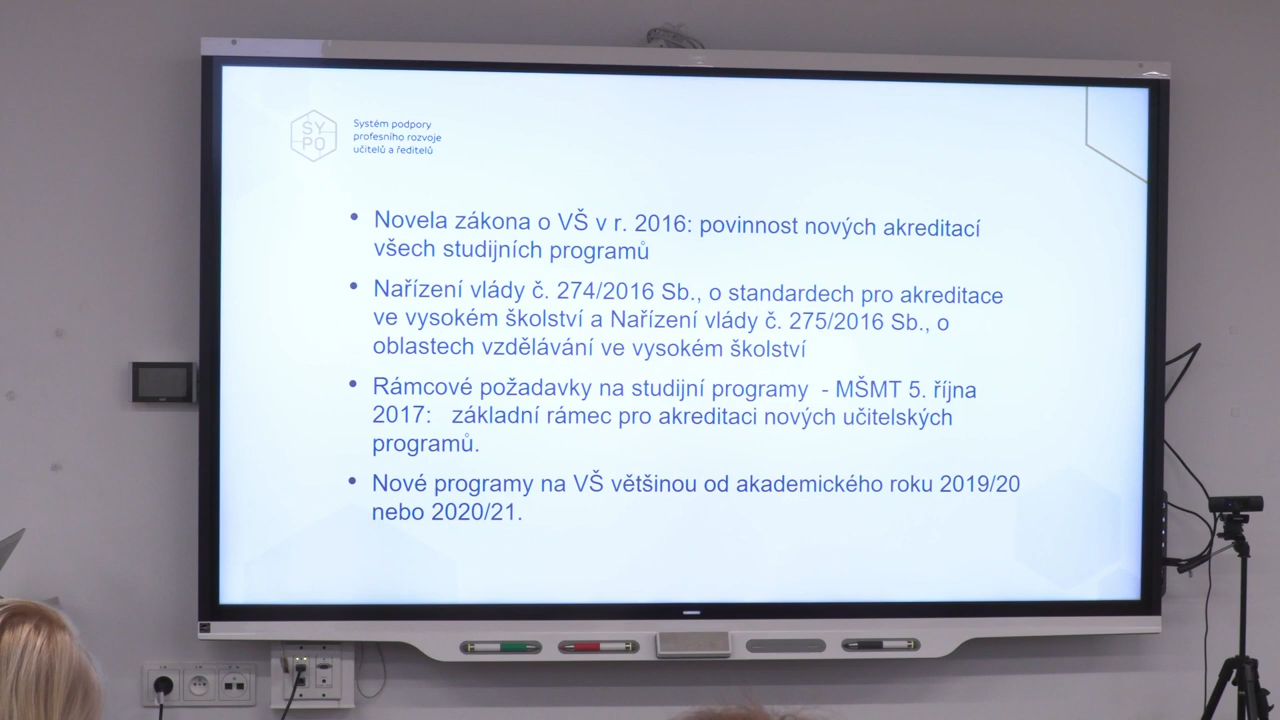 SY
PO
Systém podpory
profesního rozvoje
učitelů a ředitelů
• Novela zákona o VŠ v r. 2016: povinnost nových akreditací
všech studijních programů
• Nařízení vlády č. 274/2016 Sb., o standardech pro akreditace
ve vysokém školství a Nařízení vlády č. 275/2016 Sb., o
oblastech vzdělávání ve vysokém školství
• Rámcové požadavky na studijní programy - MŠMT 5. října
2017: základní rámec pro akreditaci nových učitelských
programů.
• Nové programy na VŠ většinou od akademického roku 2019/20
nebo 2020/21.